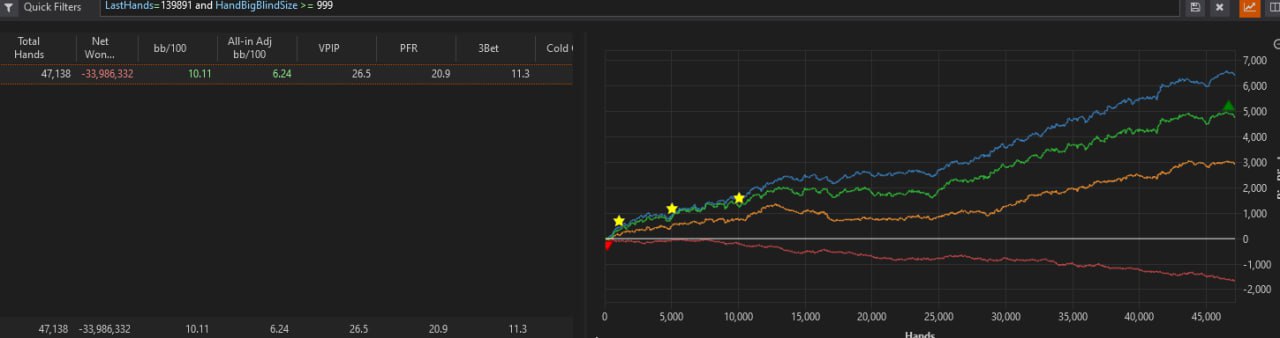 Quick Filters
LastHands=139891 and HandBigBlindSize >= 999
Total Hands Net Won... bb/100 All-in Adj bb/100 VPIP PFR 3Bet Cold
47,138 -33,986,332 10.11 6.24 26.5 20.9 11.3
47,138 -33,986,332 10.11 6.24 26.5 20.9 11.3
7,000
6,000
5,000
4,000
3,000
2,000
1,000
0
-1,000
-2,000
0 5,000 10,000 15,000 20,000 25,000 30,000 35,000 40,000 45,000
Hands